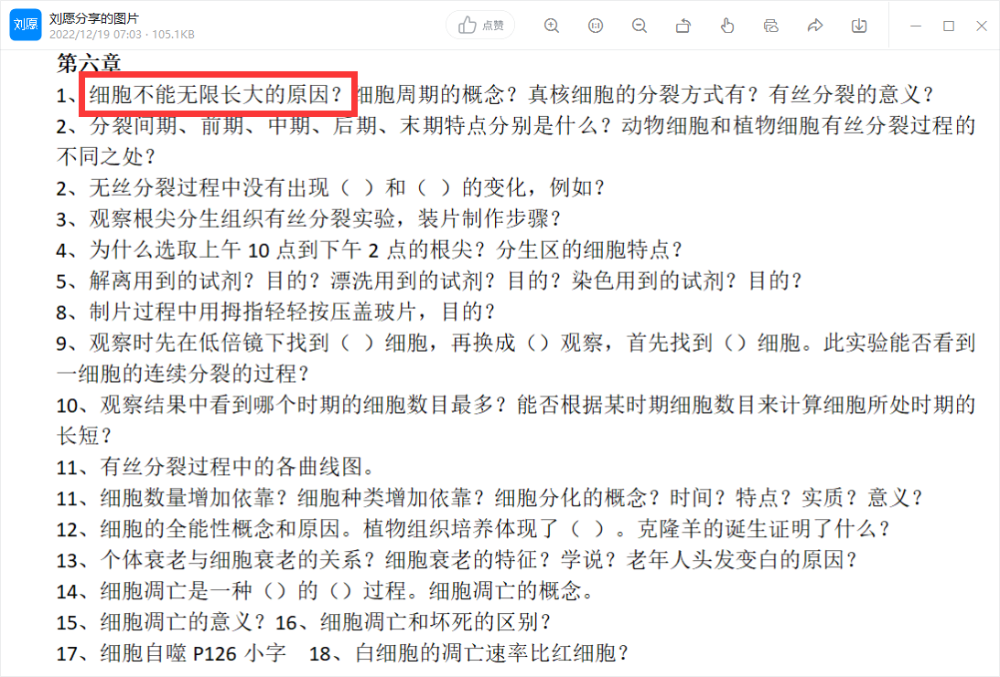 刘愿
刘愿分享的图片
2022/12/19 07:03 · 105.1KB
点赞
1:1
第六章
1、细胞不能无限长大的原因？细胞周期的概念？真核细胞的分裂方式有？有丝分裂的意义？
2、分裂间期、前期、中期、后期、末期特点分别是什么？动物细胞和植物细胞有丝分裂过程的
不同之处？
2、无丝分裂过程中没有出现（ ）和（ ）的变化，例如？
3、观察根尖分生组织有丝分裂实验，装片制作步骤？
4、为什么选取上午 10 点到下午 2 点的根尖？分生区的细胞特点？
5、解离用到的试剂？目的？漂洗用到的试剂？目的？染色用到的试剂？目的？
8、制片过程中用拇指轻轻按压盖玻片，目的？
9、观察时先在低倍镜下找到（ ）细胞，再换成（）观察，首先找到（）细胞。此实验能否看到
一细胞的连续分裂的过程？
10、观察结果中看到哪个时期的细胞数目最多？能否根据某时期细胞数目来计算细胞所处时期的
长短？
11、有丝分裂过程中的各曲线图。
11、细胞数量增加依靠？细胞种类增加依靠？细胞分化的概念？时间？特点？实质？意义？
12、细胞的全能性概念和原因。植物组织培养体现了（ ）。克隆羊的诞生证明了什么？
13、个体衰老与细胞衰老的关系？细胞衰老的特征？学说？老年人头发变白的原因？
14、细胞凋亡是一种（）的（）过程。细胞凋亡的概念。
15、细胞凋亡的意义？16、细胞凋亡和坏死的区别？
17、细胞自噬 P126 小字 18、白细胞的凋亡速率比红细胞？